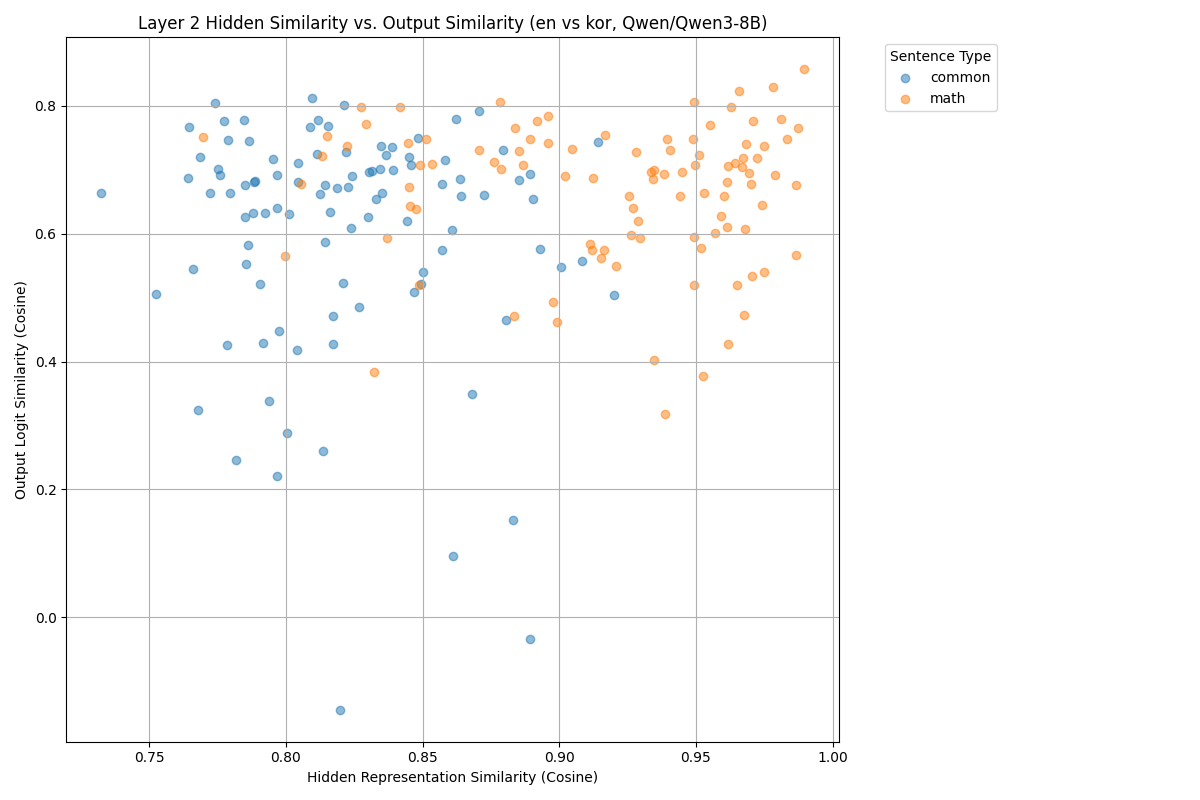 Layer 2 Hidden Similarity vs. Output Similarity (en vs kor, Qwen/Qwen3-8B)
Sentence Type
common
math
Output Logit Similarity (Cosine)
0.8
0.6
0.4
0.2
0.0
0.75
0.80
0.85
0.90
0.95
1.00
Hidden Representation Similarity (Cosine)